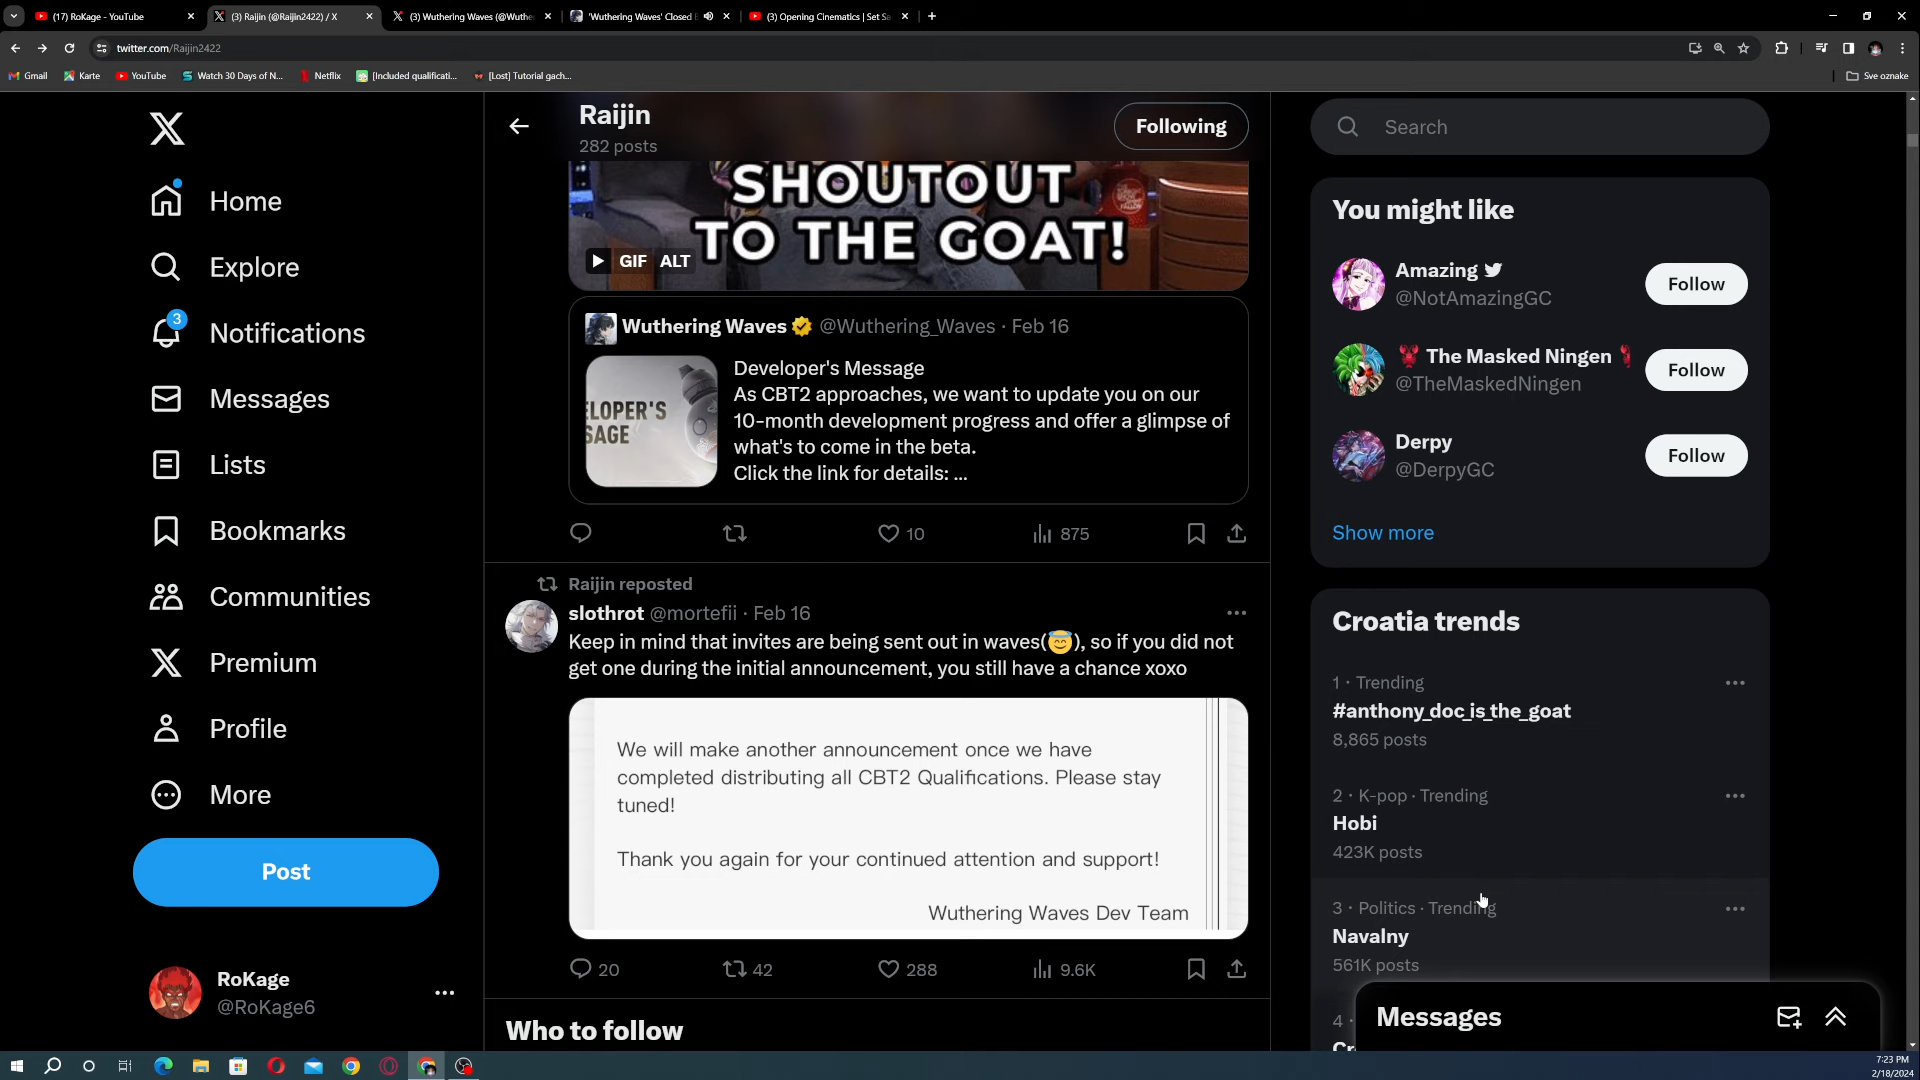 (17) RoKage - YouTube
(3) Raijin (@Raijin2422) / X
(3) Wuthering Waves (@Wuthe
'Wuthering Waves' Closed B
(3) Opening Cinematics | Set Sa
twitter.com/Raijin2422
Gmail
Karte
YouTube
Watch 30 Days of N...
Netflix
[Included qualificati...
[Lost] Tutorial gach...
Sve oznake
Home
Explore
3
Notifications
Messages
Lists
Bookmarks
Communities
Premium
Profile
More
Post
RoKage
@RoKage6
Raijin
282 posts
Following
SHOUTOUT
TO THE GOAT!
GIF ALT
Wuthering Waves @Wuthering_Waves · Feb 16
ELOPER'S
SAGE
Developer's Message
As CBT2 approaches, we want to update you on our
10-month development progress and offer a glimpse of
what's to come in the beta.
Click the link for details: ...
10
875
Raijin reposted
slothrot @mortefii · Feb 16
Keep in mind that invites are being sent out in waves(😇), so if you did not
get one during the initial announcement, you still have a chance xoxo
We will make another announcement once we have
completed distributing all CBT2 Qualifications. Please stay
tuned!
Thank you again for your continued attention and support!
Wuthering Waves Dev Team
20
42
288
9.6K
Who to follow
Search
You might like
Amazing
@NotAmazingGC
Follow
🦞 The Masked Ningen
@TheMaskedNingen
Follow
Derpy
@DerpyGC
Follow
Show more
Croatia trends
1 · Trending
#anthony_doc_is_the_goat
8,865 posts
2 · K-pop · Trending
Hobi
423K posts
3 · Politics · Trending
Navalny
561K posts
4 ·
Cr
Messages
7:23 PM
2/18/2024